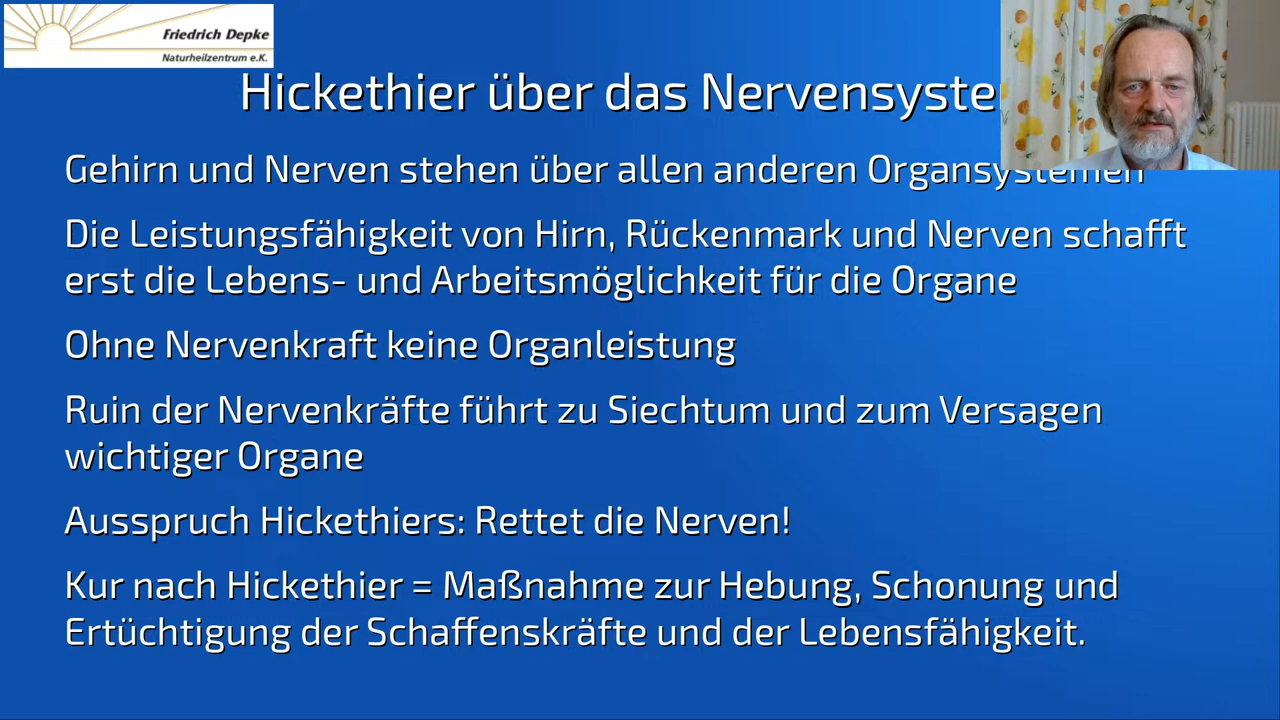 Friedrich Depke
Naturheilzentrum e.K.
Hickethier über das Nervensystem
Gehirn und Nerven stehen über allen anderen Organsystemen
Die Leistungsfähigkeit von Hirn, Rückenmark und Nerven schafft
erst die Lebens- und Arbeitsmöglichkeit für die Organe
Ohne Nervenkraft keine Organleistung
Ruin der Nervenkräfte führt zu Siechtum und zum Versagen
wichtiger Organe
Ausspruch Hickethiers: Rettet die Nerven!
Kur nach Hickethier = Maßnahme zur Hebung, Schonung und
Ertüchtigung der Schaffenskräfte und der Lebensfähigkeit.